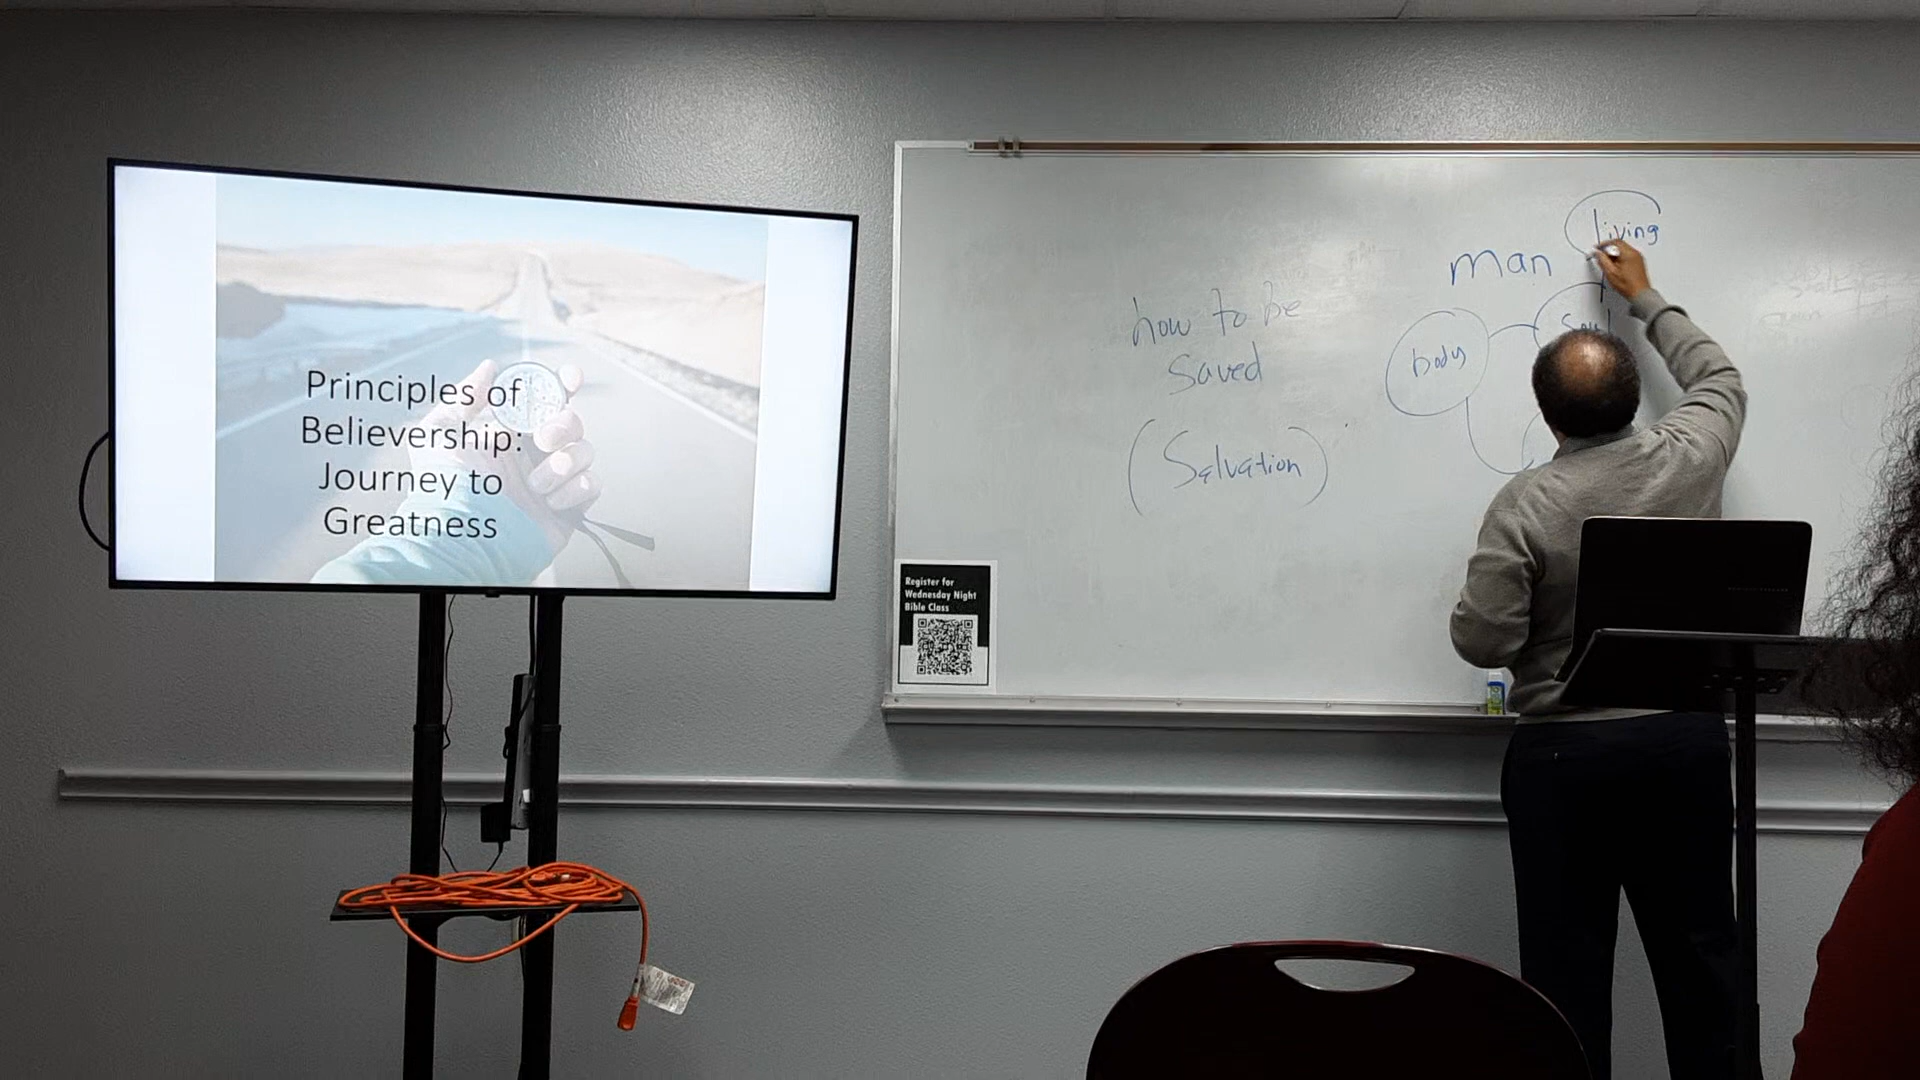 Principles of
Believership:
Journey to
Greatness
how to be
Saved
(Salvation)
man
living
body
Soul
Register for
Wednesday Night
Bible Class